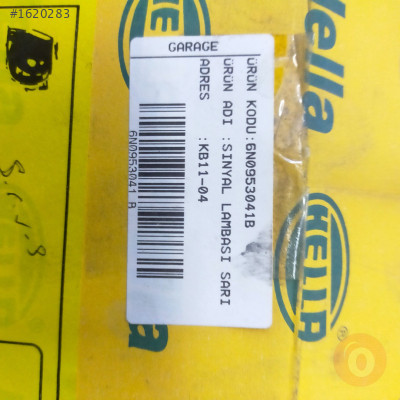 #1620283
GARAGE
ÜRÜN KODU:6N0953041B
ÜRÜN ADI :SINYAL LAMBASI SARI
ADRES :KB11-04
6N0953041 B
Hella
HELLA
HELLA